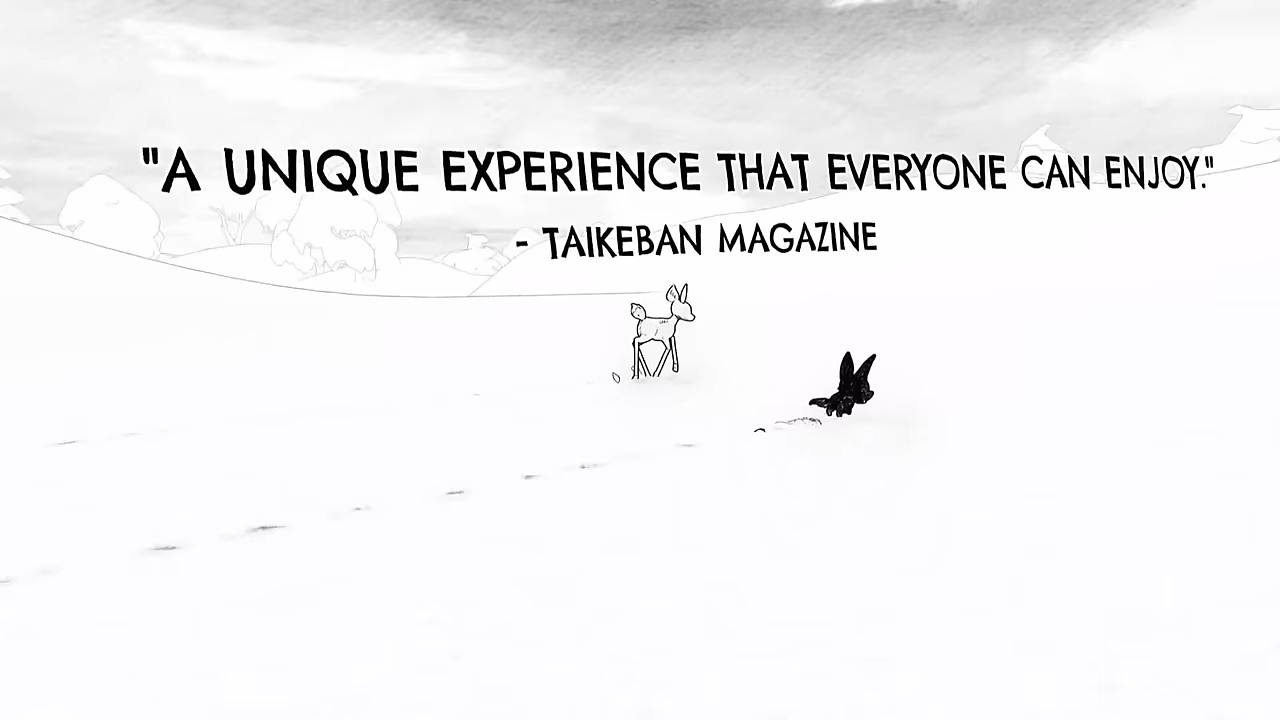 "A UNIQUE EXPERIENCE THAT EVERYONE CAN ENJOY."
- TAIKEBAN MAGAZINE